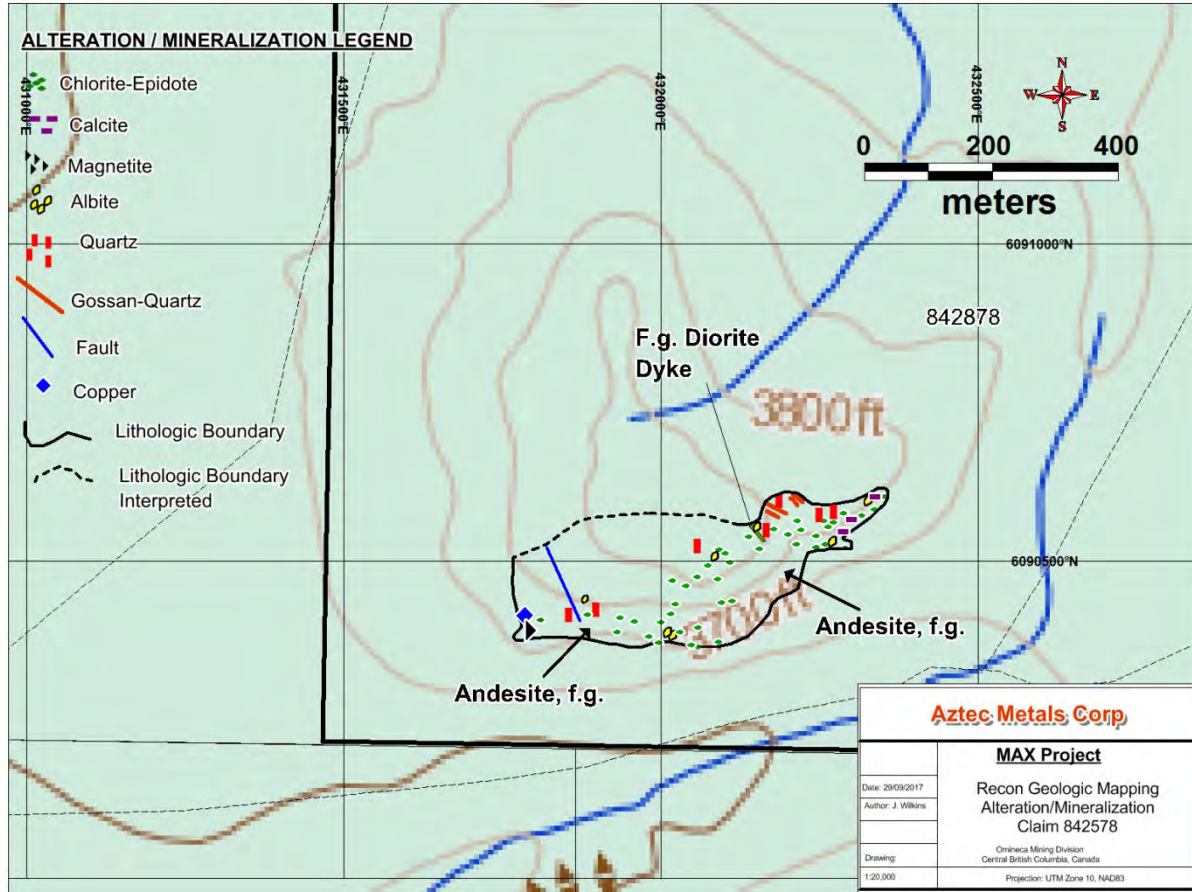 ALTERATION / MINERALIZATION LEGEND
Chlorite-Epidote
Calcite
Magnetite
Albite
Quartz
Gossan-Quartz
Fault
Copper
Lithologic Boundary
Lithologic Boundary
Interpreted
431000°E
431500°E
432000°E
432500°E
N
W E
S
0 200 400
meters
6091000°N
842878
F.g. Diorite
Dyke
3800ft
6090500°N
3700ft
Andesite, f.g.
Andesite, f.g.
Aztec Metals Corp
MAX Project
Date: 29/09/2017
Author: J. Wilkins
Recon Geologic Mapping
Alteration/Mineralization
Claim 842578
Omineca Mining Division
Central British Columbia, Canada
Drawing:
1:20,000
Projection: UTM Zone 10, NAD83